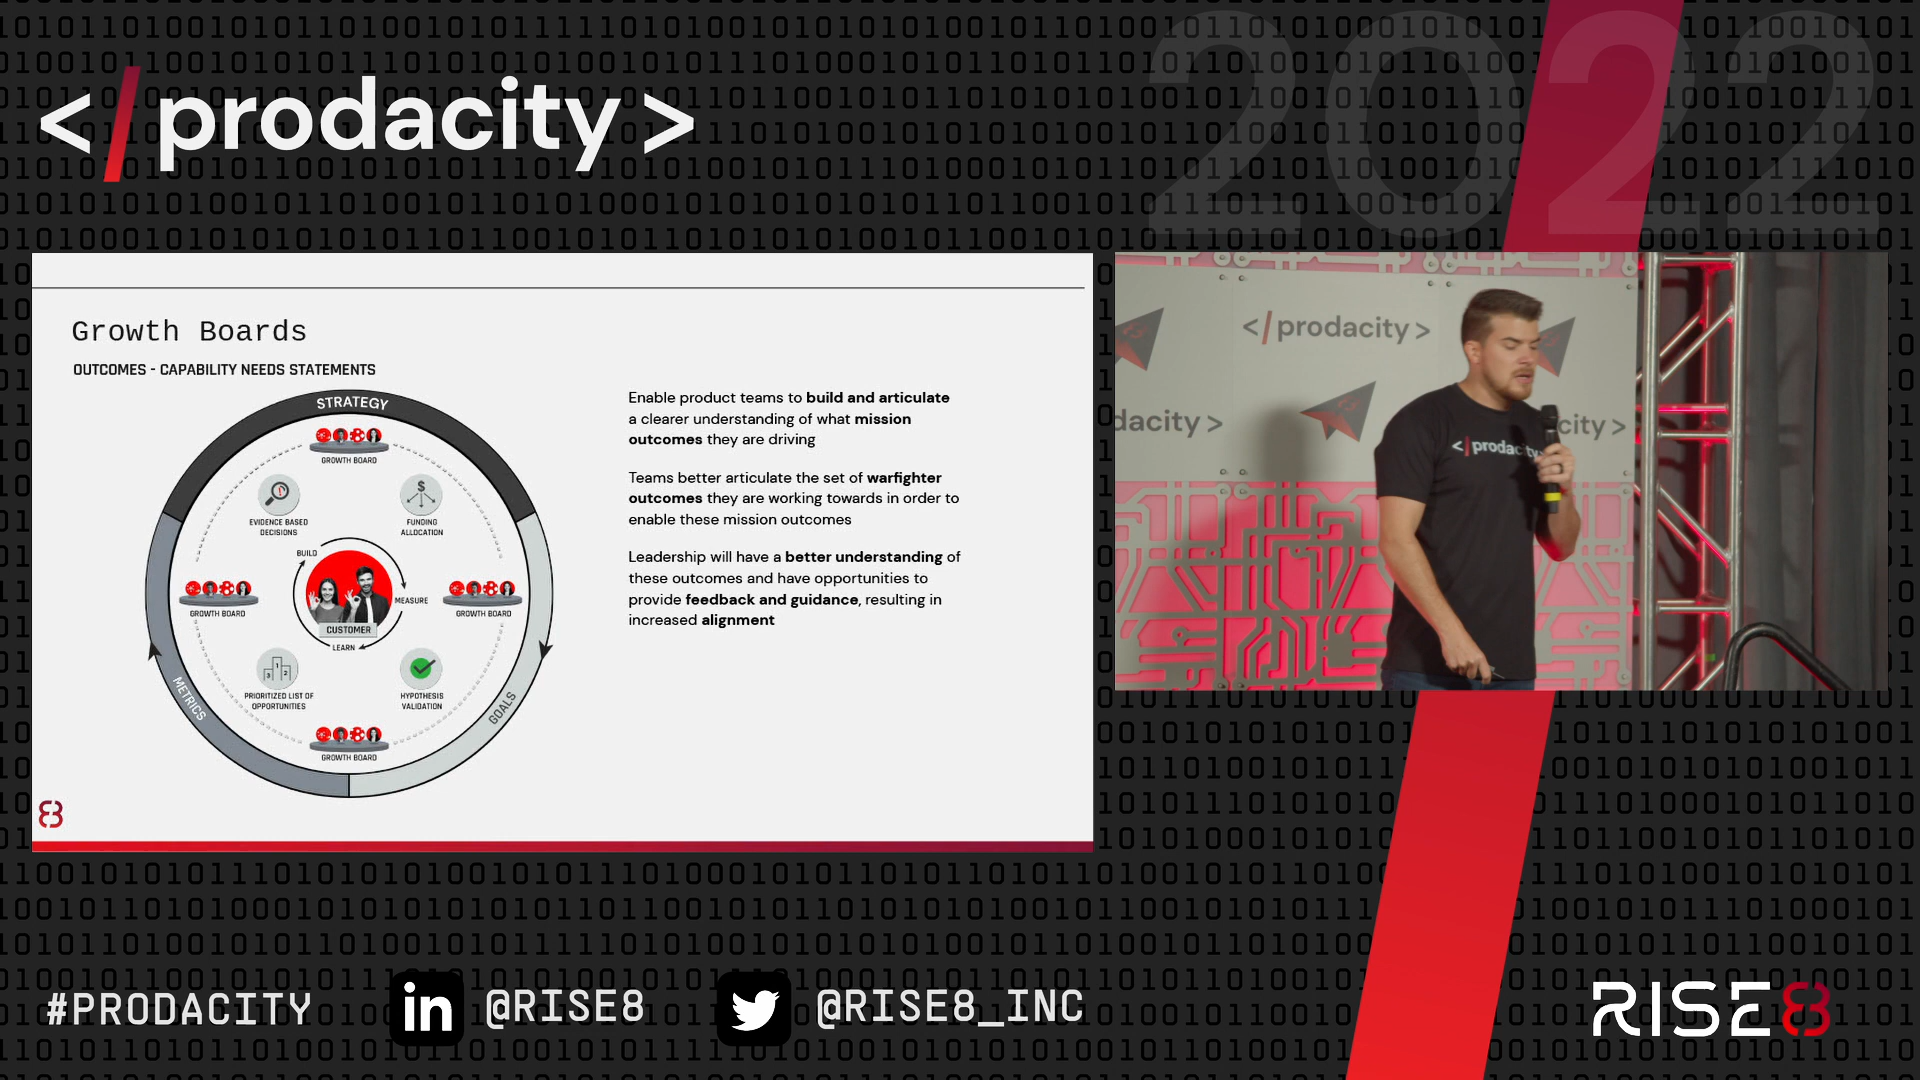 2022
</prodacity>
Growth Boards
OUTCOMES - CAPABILITY NEEDS STATEMENTS
STRATEGY
GROWTH BOARD
EVIDENCE BASED
DECISIONS
$
FUNDING
ALLOCATION
BUILD
GROWTH BOARD
MEASURE
GROWTH BOARD
CUSTOMER
LEARN
3 1 2
PRIORITIZED LIST OF
OPPORTUNITIES
HYPOTHESIS
VALIDATION
METRICS
GOALS
GROWTH BOARD
Enable product teams to build and articulate
a clearer understanding of what mission
outcomes they are driving
Teams better articulate the set of warfighter
outcomes they are working towards in order to
enable these mission outcomes
Leadership will have a better understanding of
these outcomes and have opportunities to
provide feedback and guidance, resulting in
increased alignment
8
</prodacity>
dacity>
city>
</prodacity
#PRODACITY
in
@RISE8
@RISE8_INC
RISE8